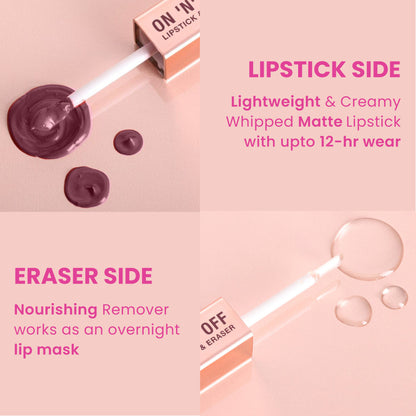 ON 'N'
LIPSTICK &
LIPSTICK SIDE
Lightweight & Creamy
Whipped Matte Lipstick
with upto 12-hr wear
ERASER SIDE
Nourishing Remover
works as an overnight
lip mask
OFF
& ERASER